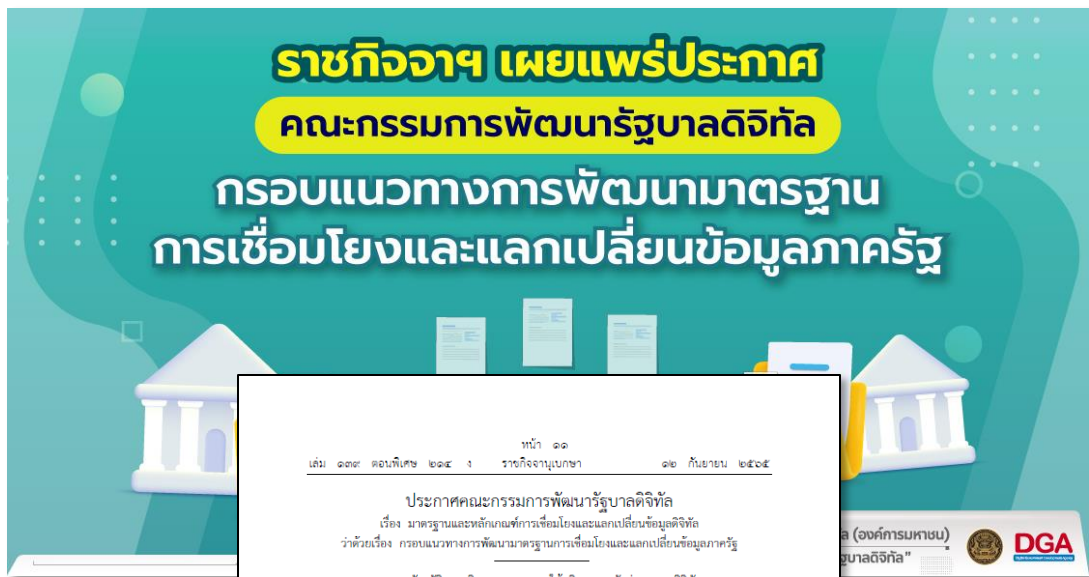 ราชกิจจาฯ เผยแพร่ประกาศ
คณะกรรมการพัฒนารัฐบาลดิจิทัล
กรอบแนวทางการพัฒนามาตรฐาน
การเชื่อมโยงและแลกเปลี่ยนข้อมูลภาครัฐ
หน้า ๑๑
เล่ม ๑๓๙ ตอนพิเศษ ๒๑๔ ง ราชกิจจานุเบกษา ๑๒ กันยายน ๒๕๖๕
ประกาศคณะกรรมการพัฒนารัฐบาลดิจิทัล
เรื่อง มาตรฐานและหลักเกณฑ์การเชื่อมโยงและแลกเปลี่ยนข้อมูลดิจิทัล
ว่าด้วยเรื่อง กรอบแนวทางการพัฒนามาตรฐานการเชื่อมโยงและแลกเปลี่ยนข้อมูลภาครัฐ
(องค์การมหาชน)
รัฐบาลดิจิทัล"
DGA